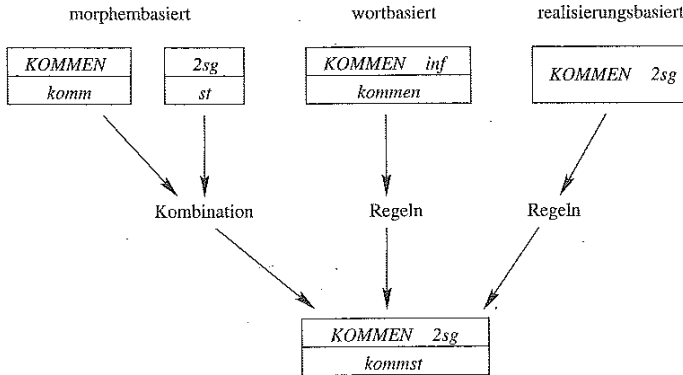 morphembasiert wortbasiert realisierungsbasiert
KOMMEN 2sg KOMMEN inf KOMMEN 2sg
komm st kommen
Kombination Regeln Regeln
KOMMEN 2sg
kommst